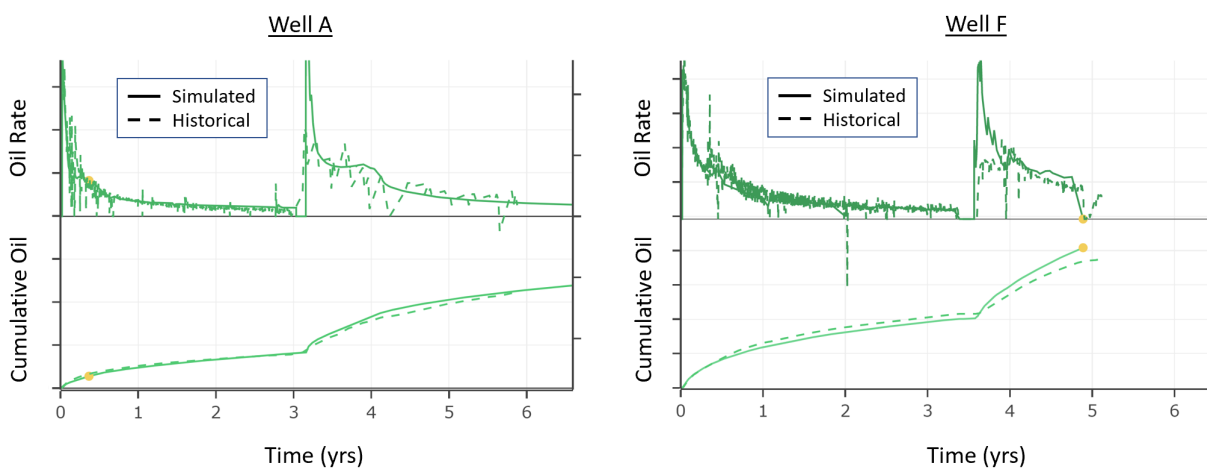 Well A
Oil Rate
Cumulative Oil
Simulated
Historical
0 1 2 3 4 5 6
Time (yrs)
Well F
Oil Rate
Cumulative Oil
Simulated
Historical
0 1 2 3 4 5 6
Time (yrs)